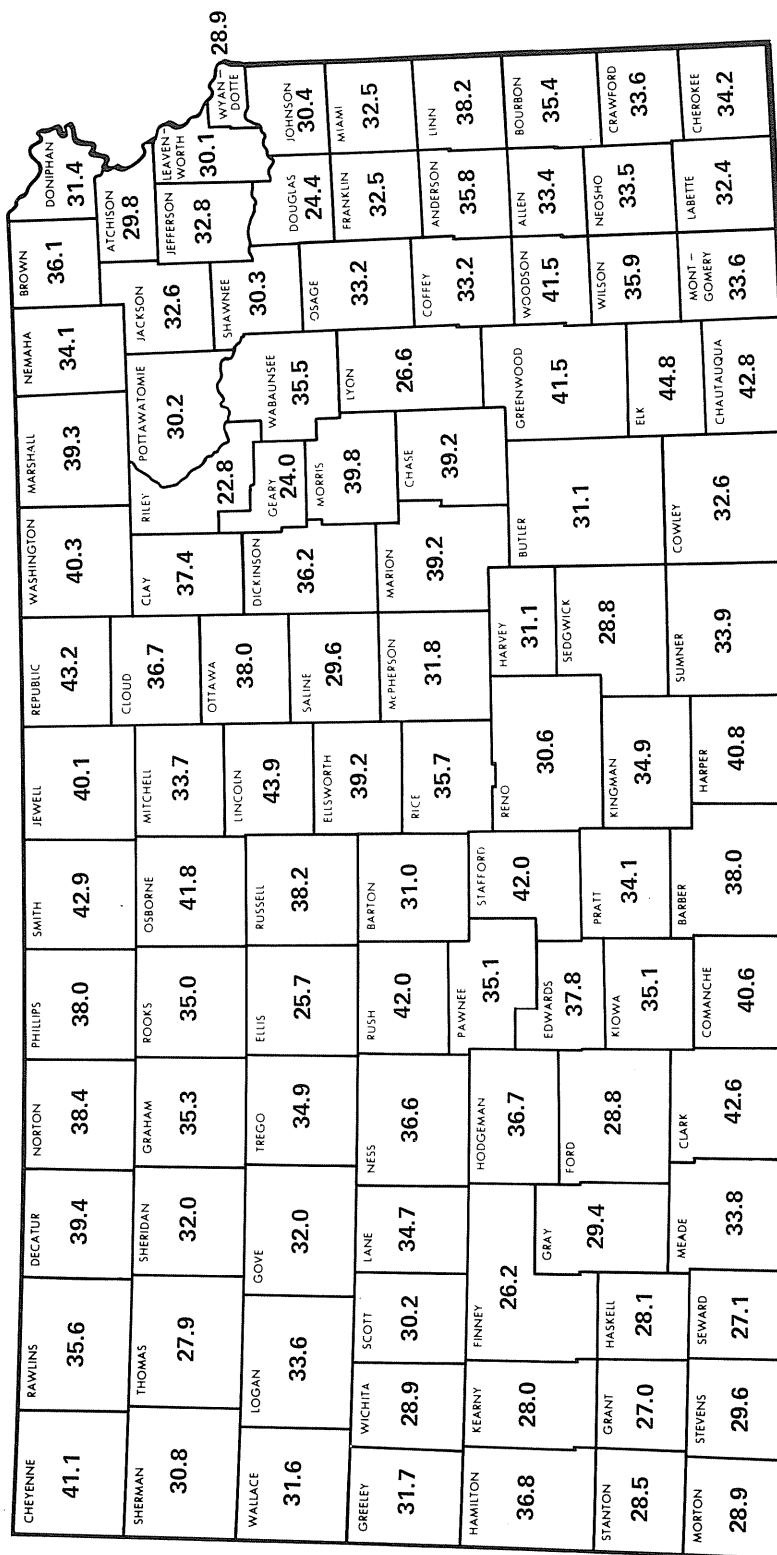 CHEYENNE
41.1
RAWLINS
35.6
DECATUR
39.4
NORTON
38.4
PHILLIPS
38.0
SMITH
42.9
JEWELL
40.1
REPUBLIC
43.2
WASHINGTON
40.3
MARSHALL
39.3
NEMAHA
34.1
BROWN
36.1
DONIPHAN
31.4
SHERMAN
30.8
THOMAS
27.9
SHERIDAN
32.0
GRAHAM
35.3
ROOKS
35.0
OSBORNE
41.8
MITCHELL
33.7
CLOUD
36.7
CLAY
37.4
RILEY
22.8
POTTAWATOMIE
30.2
JACKSON
32.6
ATCHISON
29.8
JEFFERSON
32.8
LEAVEN-
WORTH
30.1
WYAN-
DOTTE
28.9
WALLACE
31.6
LOGAN
33.6
GOVE
32.0
TREGO
34.9
ELLIS
25.7
RUSSELL
38.2
LINCOLN
43.9
OTTAWA
38.0
DICKINSON
36.2
GEARY
24.0
WABAUNSEE
35.5
SHAWNEE
30.3
DOUGLAS
24.4
JOHNSON
30.4
GREELEY
31.7
WICHITA
28.9
SCOTT
30.2
LANE
34.7
NESS
36.6
RUSH
42.0
BARTON
31.0
ELLSWORTH
39.2
SALINE
29.6
MORRIS
39.8
LYON
26.6
OSAGE
33.2
FRANKLIN
32.5
MIAMI
32.5
HAMILTON
36.8
KEARNY
28.0
FINNEY
26.2
HODGEMAN
36.7
PAWNEE
35.1
STAFFORD
42.0
RICE
35.7
McPHERSON
31.8
MARION
39.2
CHASE
39.2
COFFEY
33.2
ANDERSON
35.8
LINN
38.2
GRAY
29.4
FORD
28.8
EDWARDS
37.8
RENO
30.6
HARVEY
31.1
BUTLER
31.1
GREENWOOD
41.5
WOODSON
41.5
ALLEN
33.4
BOURBON
35.4
STANTON
28.5
GRANT
27.0
HASKELL
28.1
KIOWA
35.1
PRATT
34.1
KINGMAN
34.9
SEDGWICK
28.8
ELK
44.8
WILSON
35.9
NEOSHO
33.5
CRAWFORD
33.6
MORTON
28.9
STEVENS
29.6
SEWARD
27.1
MEADE
33.8
CLARK
42.6
COMANCHE
40.6
BARBER
38.0
HARPER
40.8
SUMNER
33.9
COWLEY
32.6
CHAUTAUQUA
42.8
MONT-
GOMERY
33.6
LABETTE
32.4
CHEROKEE
34.2